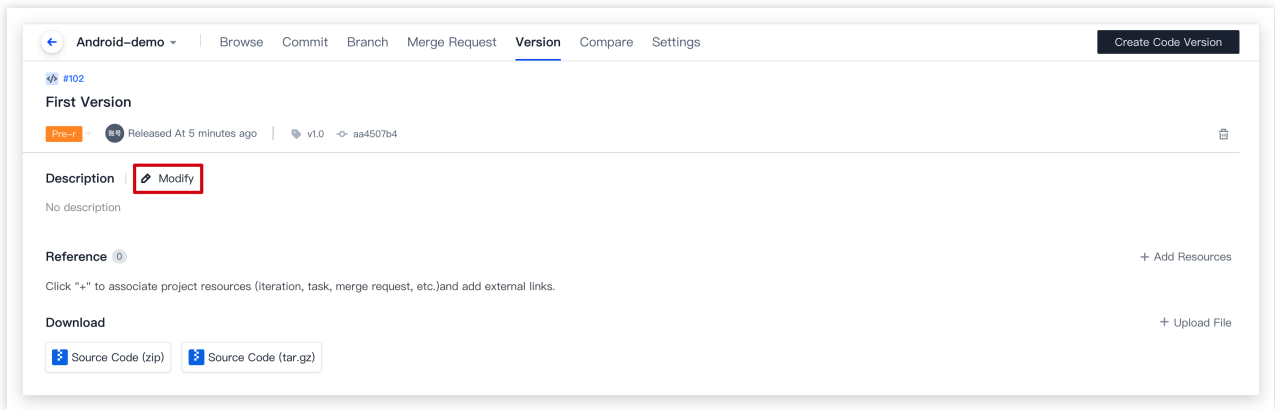 Android-demo Browse Commit Branch Merge Request Version Compare Settings Create Code Version
</> #102
First Version
Pre-r 账号 Released At 5 minutes ago v1.0 aa4507b4
Description Modify
No description
Reference 0 + Add Resources
Click "+" to associate project resources (iteration, task, merge request, etc.)and add external links.
Download + Upload File
Source Code (zip) Source Code (tar.gz)